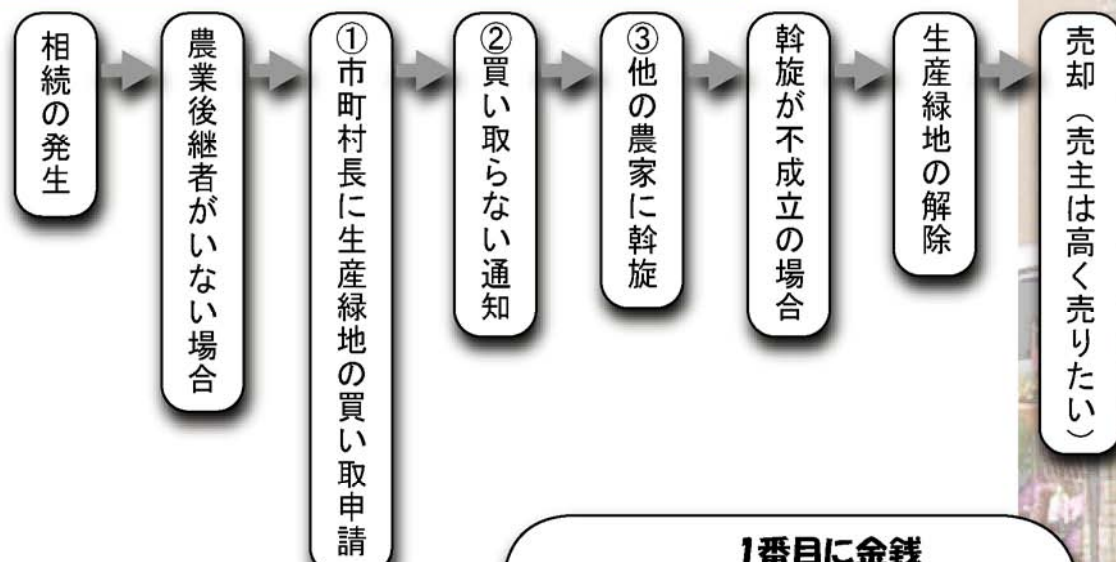 相続の発生
農業後継者がいない場合
①市町村長に生産緑地の買い取申請
②買い取らない通知
③他の農家に斡旋
斡旋が不成立の場合
生産緑地の解除
売却（売主は高く売りたい）
1番目に金銭